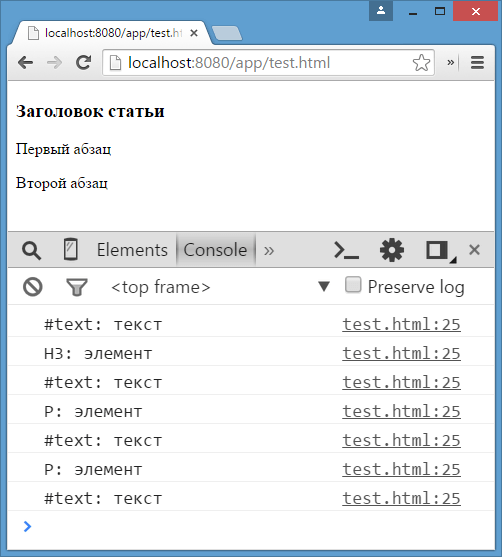 localhost:8080/app/test.ht
localhost:8080/app/test.html
»
Заголовок статьи
Первый абзац
Второй абзац
Elements Console »
<top frame> Preserve log
#text: текст test.html:25
H3: элемент test.html:25
#text: текст test.html:25
P: элемент test.html:25
#text: текст test.html:25
P: элемент test.html:25
#text: текст test.html:25